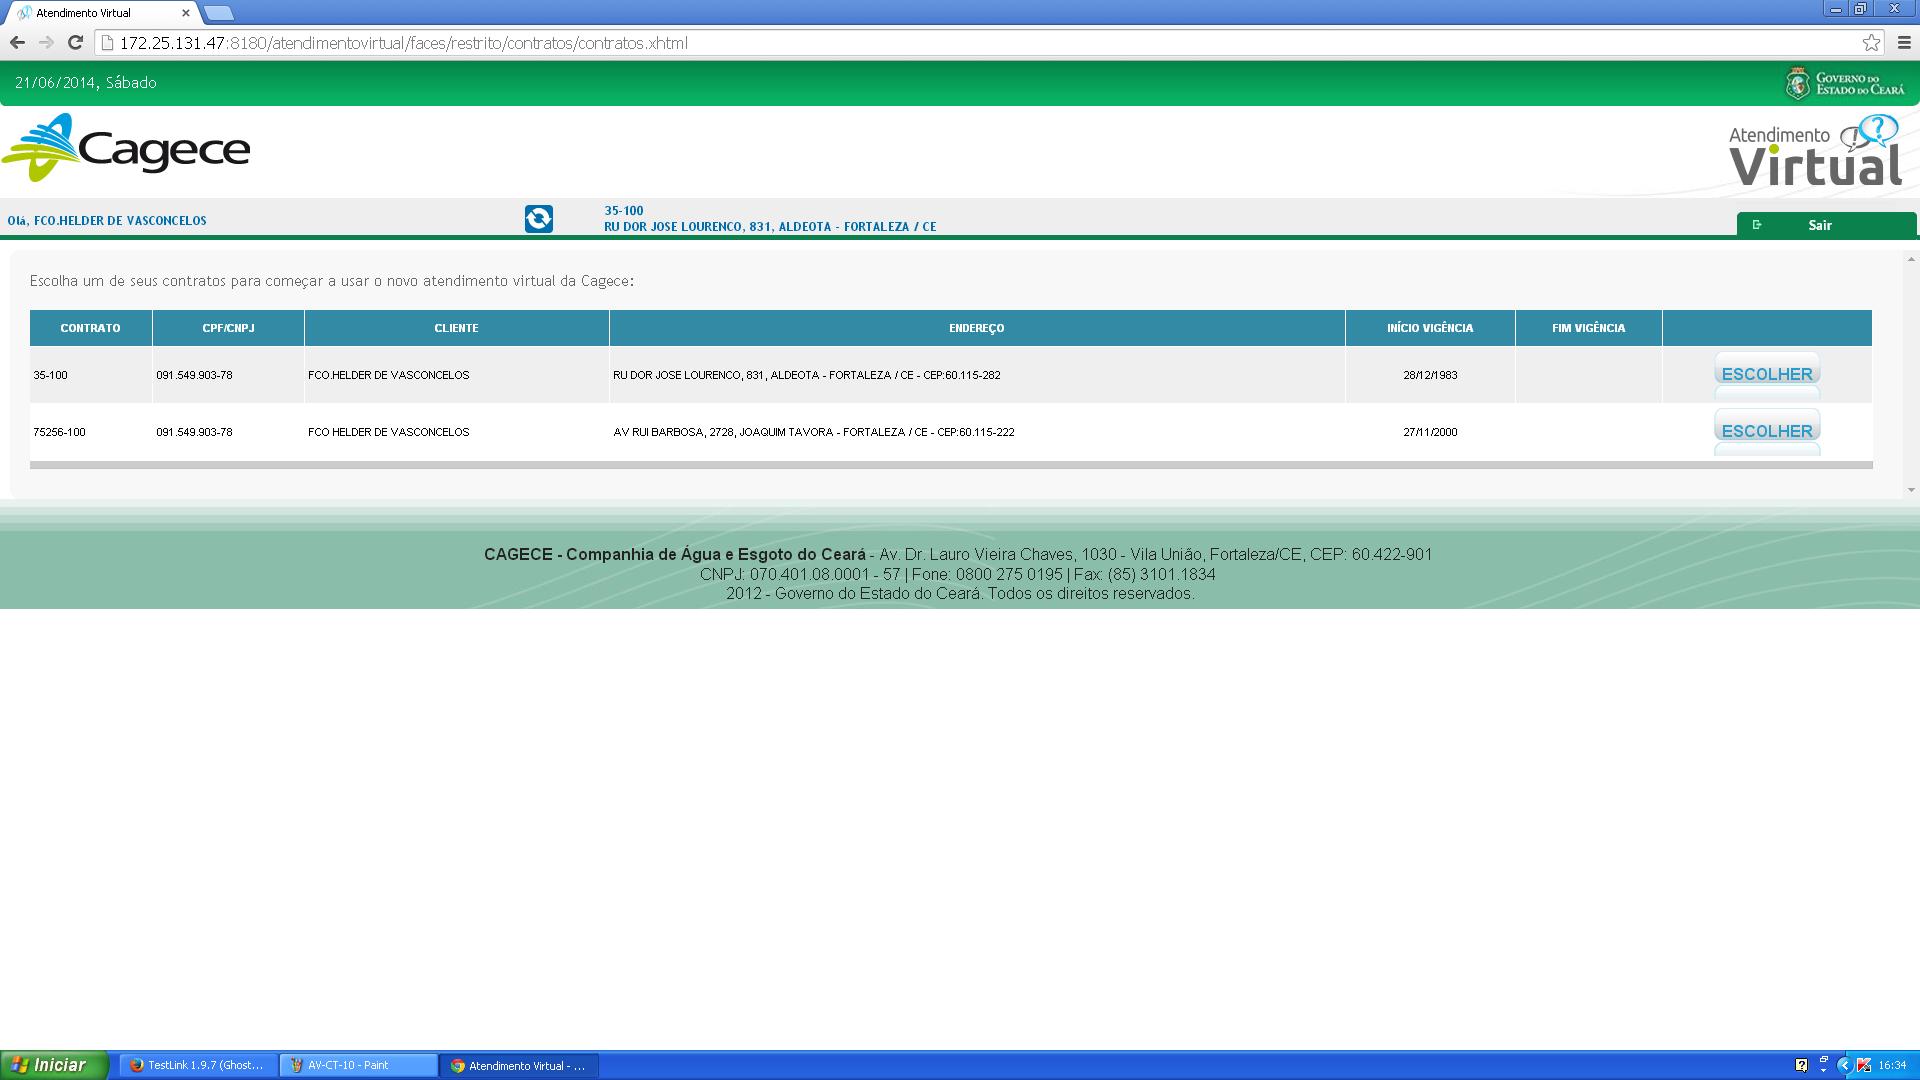 Atendimento Virtual
172.25.131.47:8180/atendimentovirtual/faces/restrito/contratos/contratos.xhtml
21/06/2014, Sábado
GOVERNO DO
ESTADO DO CEARÁ
Cagece
Atendimento
Virtual
Olá, FCO.HELDER DE VASCONCELOS
35-100
RU DOR JOSE LOURENCO, 831, ALDEOTA - FORTALEZA / CE
Sair
Escolha um de seus contratos para começar a usar o novo atendimento virtual da Cagece:
CONTRATO CPF/CNPJ CLIENTE ENDEREÇO INÍCIO VIGÊNCIA FIM VIGÊNCIA
35-100 091.549.903-78 FCO.HELDER DE VASCONCELOS RU DOR JOSE LOURENCO, 831, ALDEOTA - FORTALEZA / CE - CEP:60.115-282 28/12/1983 ESCOLHER
75256-100 091.549.903-78 FCO HELDER DE VASCONCELOS AV RUI BARBOSA, 2728, JOAQUIM TAVORA - FORTALEZA / CE - CEP:60.115-222 27/11/2000 ESCOLHER
CAGECE - Companhia de Água e Esgoto do Ceará - Av. Dr. Lauro Vieira Chaves, 1030 - Vila União, Fortaleza/CE, CEP: 60.422-901
CNPJ: 070.401.08.0001 - 57 | Fone: 0800 275 0195 | Fax: (85) 3101.1834
2012 - Governo do Estado do Ceará. Todos os direitos reservados.
Iniciar TestLink 1.9.7 (Ghost... AV-CT-10 - Paint Atendimento Virtual - ... 16:34